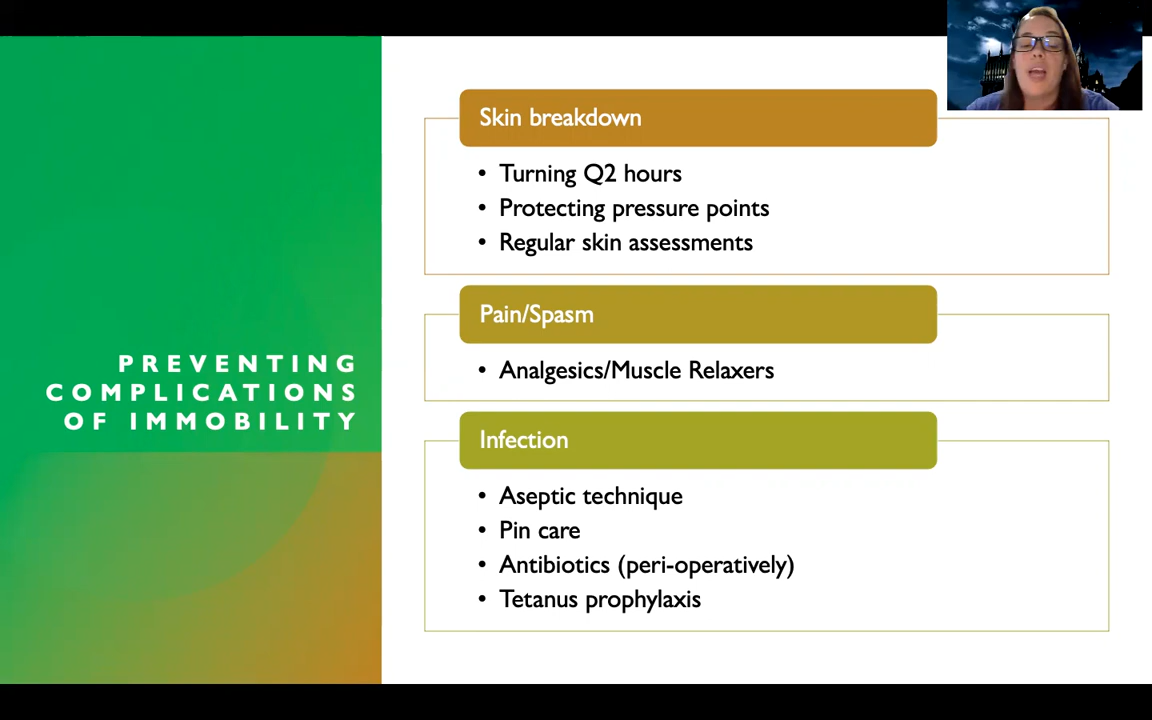 PREVENTING
COMPLICATIONS
OF IMMOBILITY
Skin breakdown
• Turning Q2 hours
• Protecting pressure points
• Regular skin assessments
Pain/Spasm
• Analgesics/Muscle Relaxers
Infection
• Aseptic technique
• Pin care
• Antibiotics (peri-operatively)
• Tetanus prophylaxis